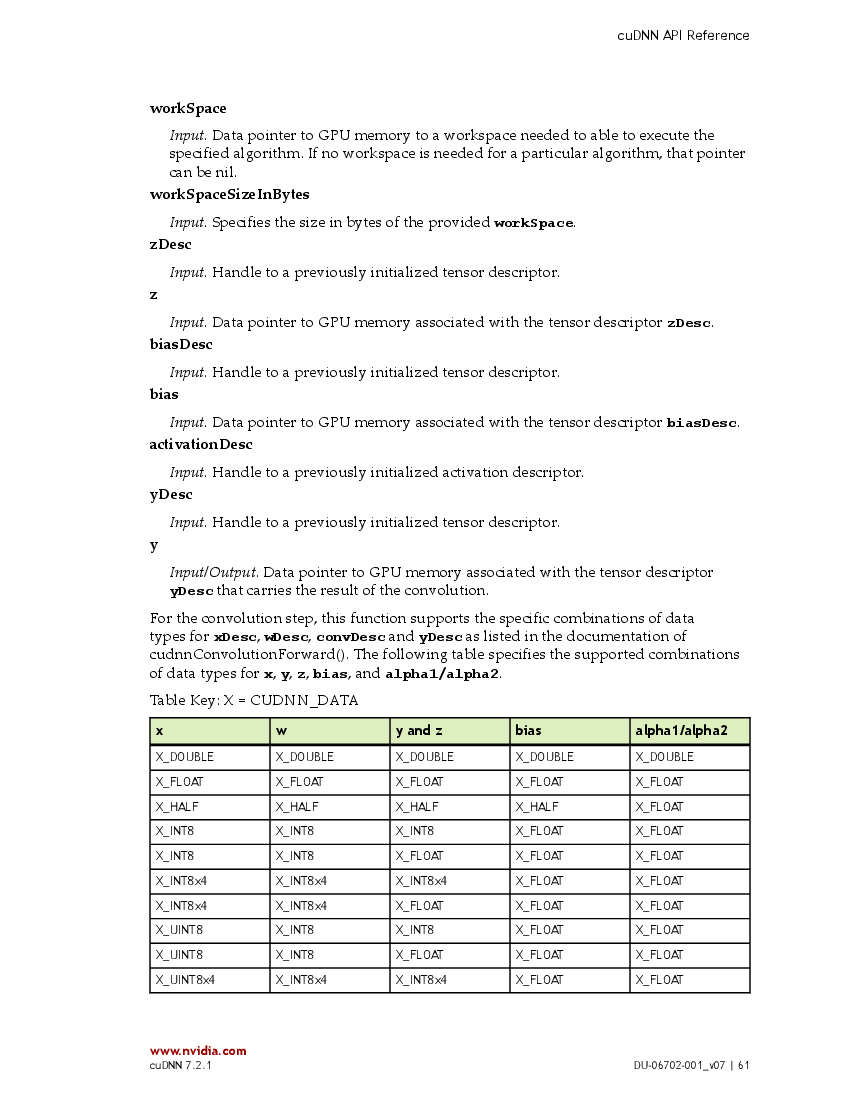 cuDNN API Reference
workSpace
Input. Data pointer to GPU memory to a workspace needed to able to execute the
specified algorithm. If no workspace is needed for a particular algorithm, that pointer
can be nil.
workSpaceSizeInBytes
Input. Specifies the size in bytes of the provided workSpace.
zDesc
Input. Handle to a previously initialized tensor descriptor.
z
Input. Data pointer to GPU memory associated with the tensor descriptor zDesc.
biasDesc
Input. Handle to a previously initialized tensor descriptor.
bias
Input. Data pointer to GPU memory associated with the tensor descriptor biasDesc.
activationDesc
Input. Handle to a previously initialized activation descriptor.
yDesc
Input. Handle to a previously initialized tensor descriptor.
y
Input/Output. Data pointer to GPU memory associated with the tensor descriptor
yDesc that carries the result of the convolution.
For the convolution step, this function supports the specific combinations of data
types for xDesc, wDesc, convDesc and yDesc as listed in the documentation of
cudnnConvolutionForward(). The following table specifies the supported combinations
of data types for x, y, z, bias, and alpha1/alpha2.
Table Key: X = CUDNN_DATA
x w y and z bias alpha1/alpha2
X_DOUBLE X_DOUBLE X_DOUBLE X_DOUBLE X_DOUBLE
X_FLOAT X_FLOAT X_FLOAT X_FLOAT X_FLOAT
X_HALF X_HALF X_HALF X_HALF X_FLOAT
X_INT8 X_INT8 X_INT8 X_FLOAT X_FLOAT
X_INT8 X_INT8 X_FLOAT X_FLOAT X_FLOAT
X_INT8x4 X_INT8x4 X_INT8x4 X_FLOAT X_FLOAT
X_INT8x4 X_INT8x4 X_FLOAT X_FLOAT X_FLOAT
X_UINT8 X_INT8 X_INT8 X_FLOAT X_FLOAT
X_UINT8 X_INT8 X_FLOAT X_FLOAT X_FLOAT
X_UINT8x4 X_INT8x4 X_INT8x4 X_FLOAT X_FLOAT
www.nvidia.com
cuDNN 7.2.1 DU-06702-001_v07 | 61